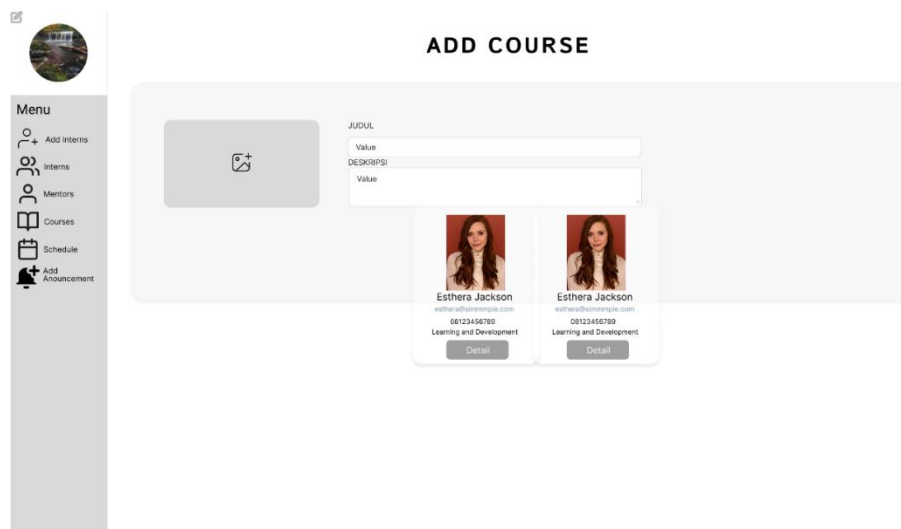 ADD COURSE
Menu
Add Interns
Interns
Mentors
Courses
Schedule
Add
Anouncement
JUDUL
Value
DESKRIPSI
Value
Esthera Jackson
esthera@simmmple.com
08123456789
Learning and Development
Detail
Esthera Jackson
esthera@simmmple.com
08123456789
Learning and Development
Detail